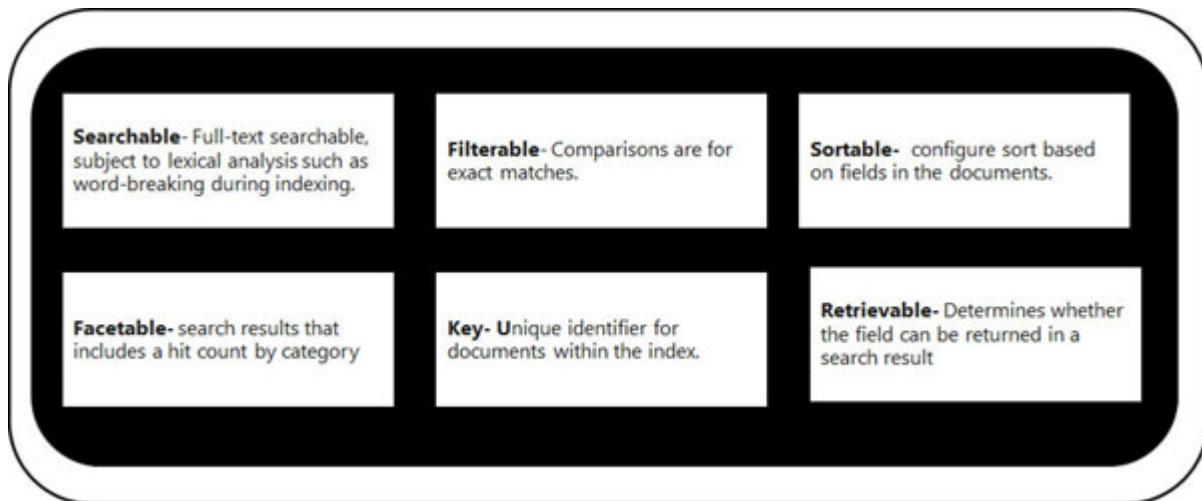 Searchable- Full-text searchable,
subject to lexical analysis such as
word-breaking during indexing.
Filterable- Comparisons are for
exact matches.
Sortable- configure sort based
on fields in the documents.
Facetable- search results that
includes a hit count by category
Key- Unique identifier for
documents within the index.
Retrievable- Determines whether
the field can be returned in a
search result